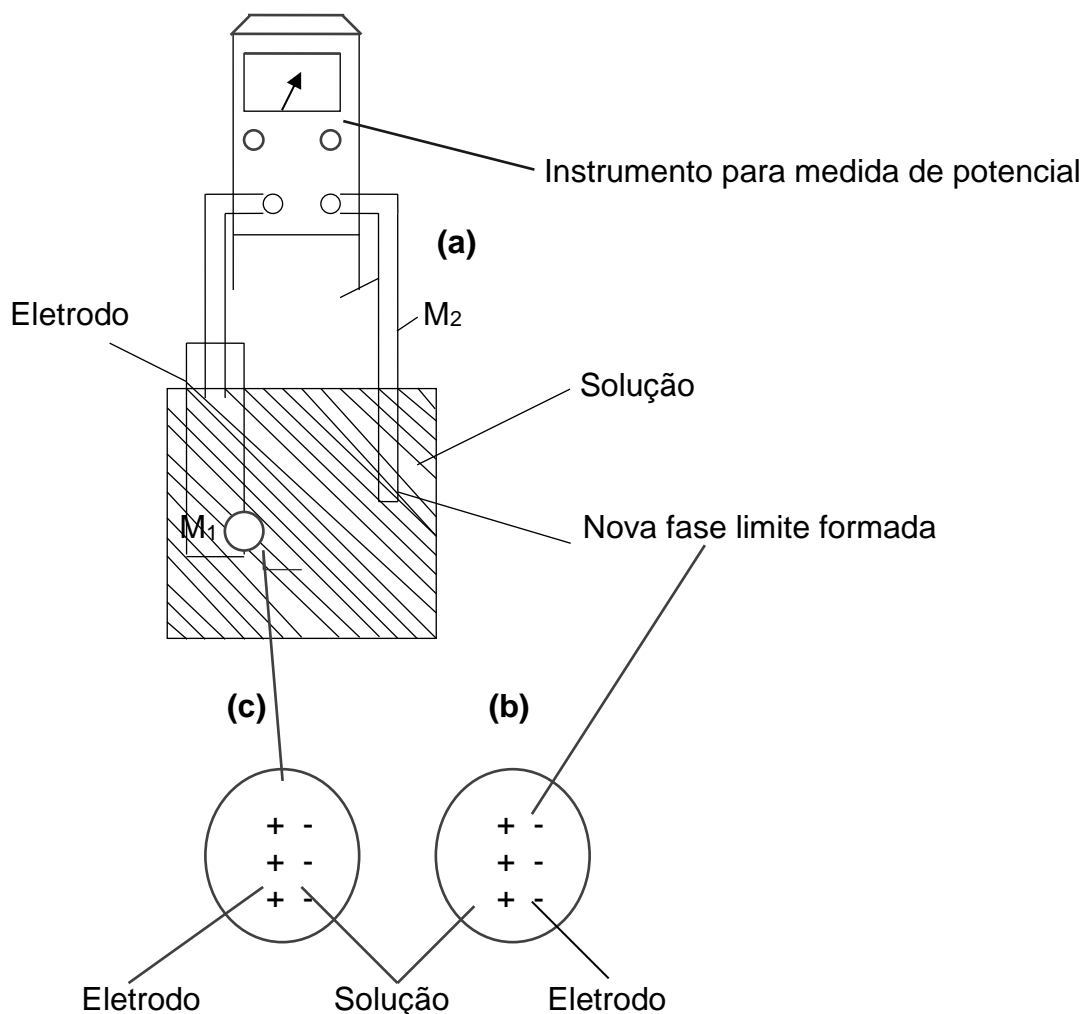 Instrumento para medida de potencial
(a)
Eletrodo
M₂
Solução
M₁
Nova fase limite formada
(c)
(b)
+ - + -
+ - + -
+ - + -
Eletrodo Solução Eletrodo